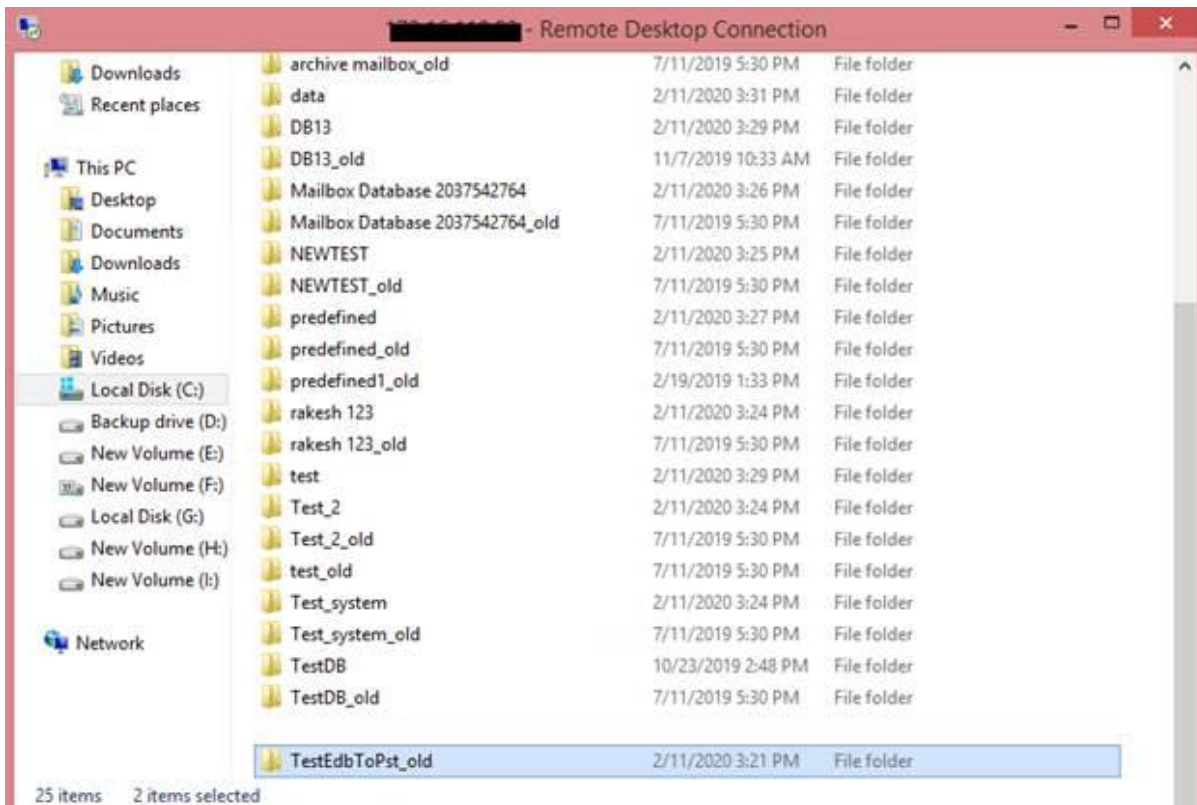 - Remote Desktop Connection
Downloads
Recent places
This PC
Desktop
Documents
Downloads
Music
Pictures
Videos
Local Disk (C:)
Backup drive (D:)
New Volume (E:)
New Volume (F:)
Local Disk (G:)
New Volume (H:)
New Volume (I:)
Network
archive mailbox_old 7/11/2019 5:30 PM File folder
data 2/11/2020 3:31 PM File folder
DB13 2/11/2020 3:29 PM File folder
DB13_old 11/7/2019 10:33 AM File folder
Mailbox Database 2037542764 2/11/2020 3:26 PM File folder
Mailbox Database 2037542764_old 7/11/2019 5:30 PM File folder
NEWTEST 2/11/2020 3:25 PM File folder
NEWTEST_old 7/11/2019 5:30 PM File folder
predefined 2/11/2020 3:27 PM File folder
predefined_old 7/11/2019 5:30 PM File folder
predefined1_old 2/19/2019 1:33 PM File folder
rakesh 123 2/11/2020 3:24 PM File folder
rakesh 123_old 7/11/2019 5:30 PM File folder
test 2/11/2020 3:29 PM File folder
Test_2 2/11/2020 3:24 PM File folder
Test_2_old 7/11/2019 5:30 PM File folder
test_old 7/11/2019 5:30 PM File folder
Test_system 2/11/2020 3:24 PM File folder
Test_system_old 7/11/2019 5:30 PM File folder
TestDB 10/23/2019 2:48 PM File folder
TestDB_old 7/11/2019 5:30 PM File folder
TestEdbToPst_old 2/11/2020 3:21 PM File folder
25 items 2 items selected